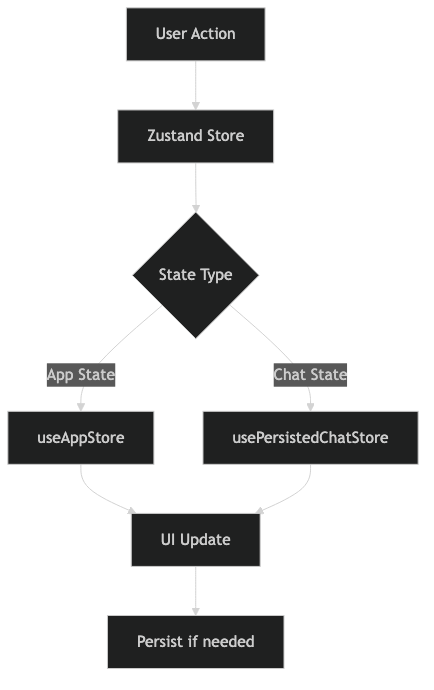 User Action
Zustand Store
State Type
App State
Chat State
useAppStore
usePersistedChatStore
UI Update
Persist if needed